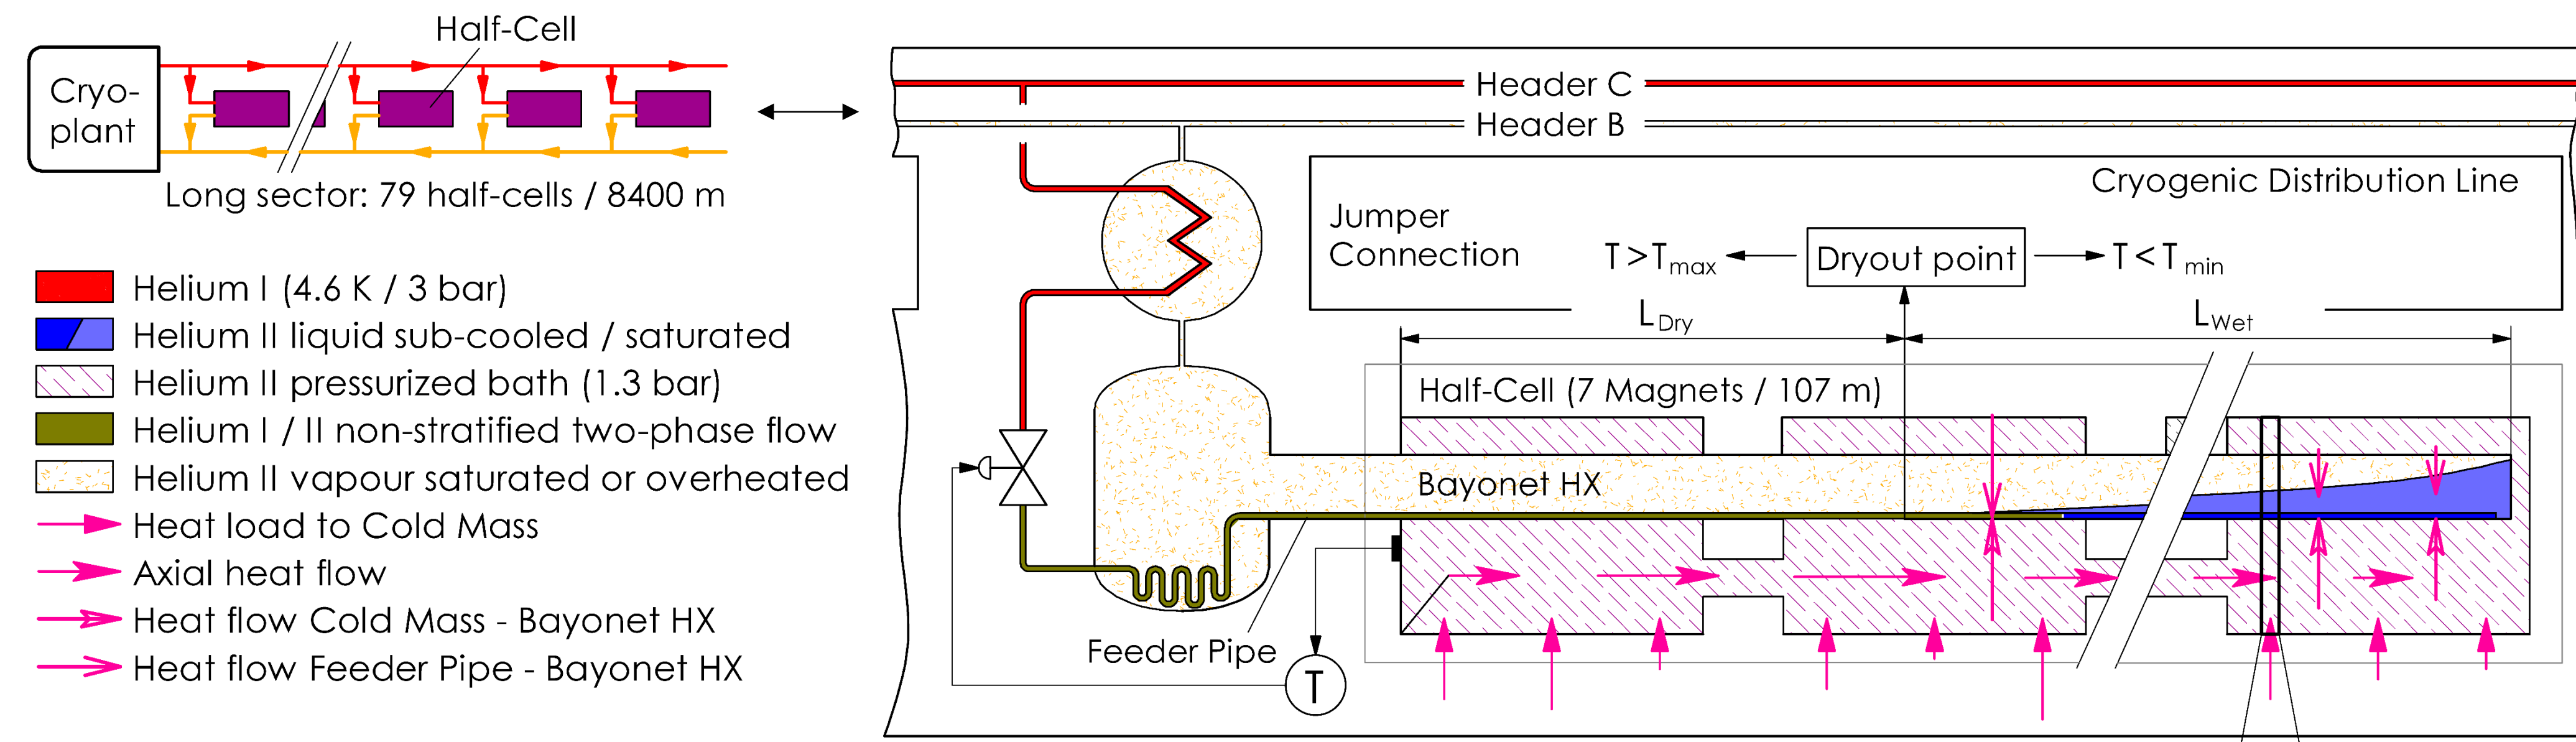 Half-Cell
Cryo-
plant
Long sector: 79 half-cells / 8400 m
Helium I (4.6 K / 3 bar)
Helium II liquid sub-cooled / saturated
Helium II pressurized bath (1.3 bar)
Helium I / II non-stratified two-phase flow
Helium II vapour saturated or overheated
Heat load to Cold Mass
Axial heat flow
Heat flow Cold Mass - Bayonet HX
Heat flow Feeder Pipe - Bayonet HX
Header C
Header B
Cryogenic Distribution Line
Jumper
Connection
T > Tmax
Dryout point
T < Tmin
LDry
LWet
Half-Cell (7 Magnets / 107 m)
Bayonet HX
Feeder Pipe
T